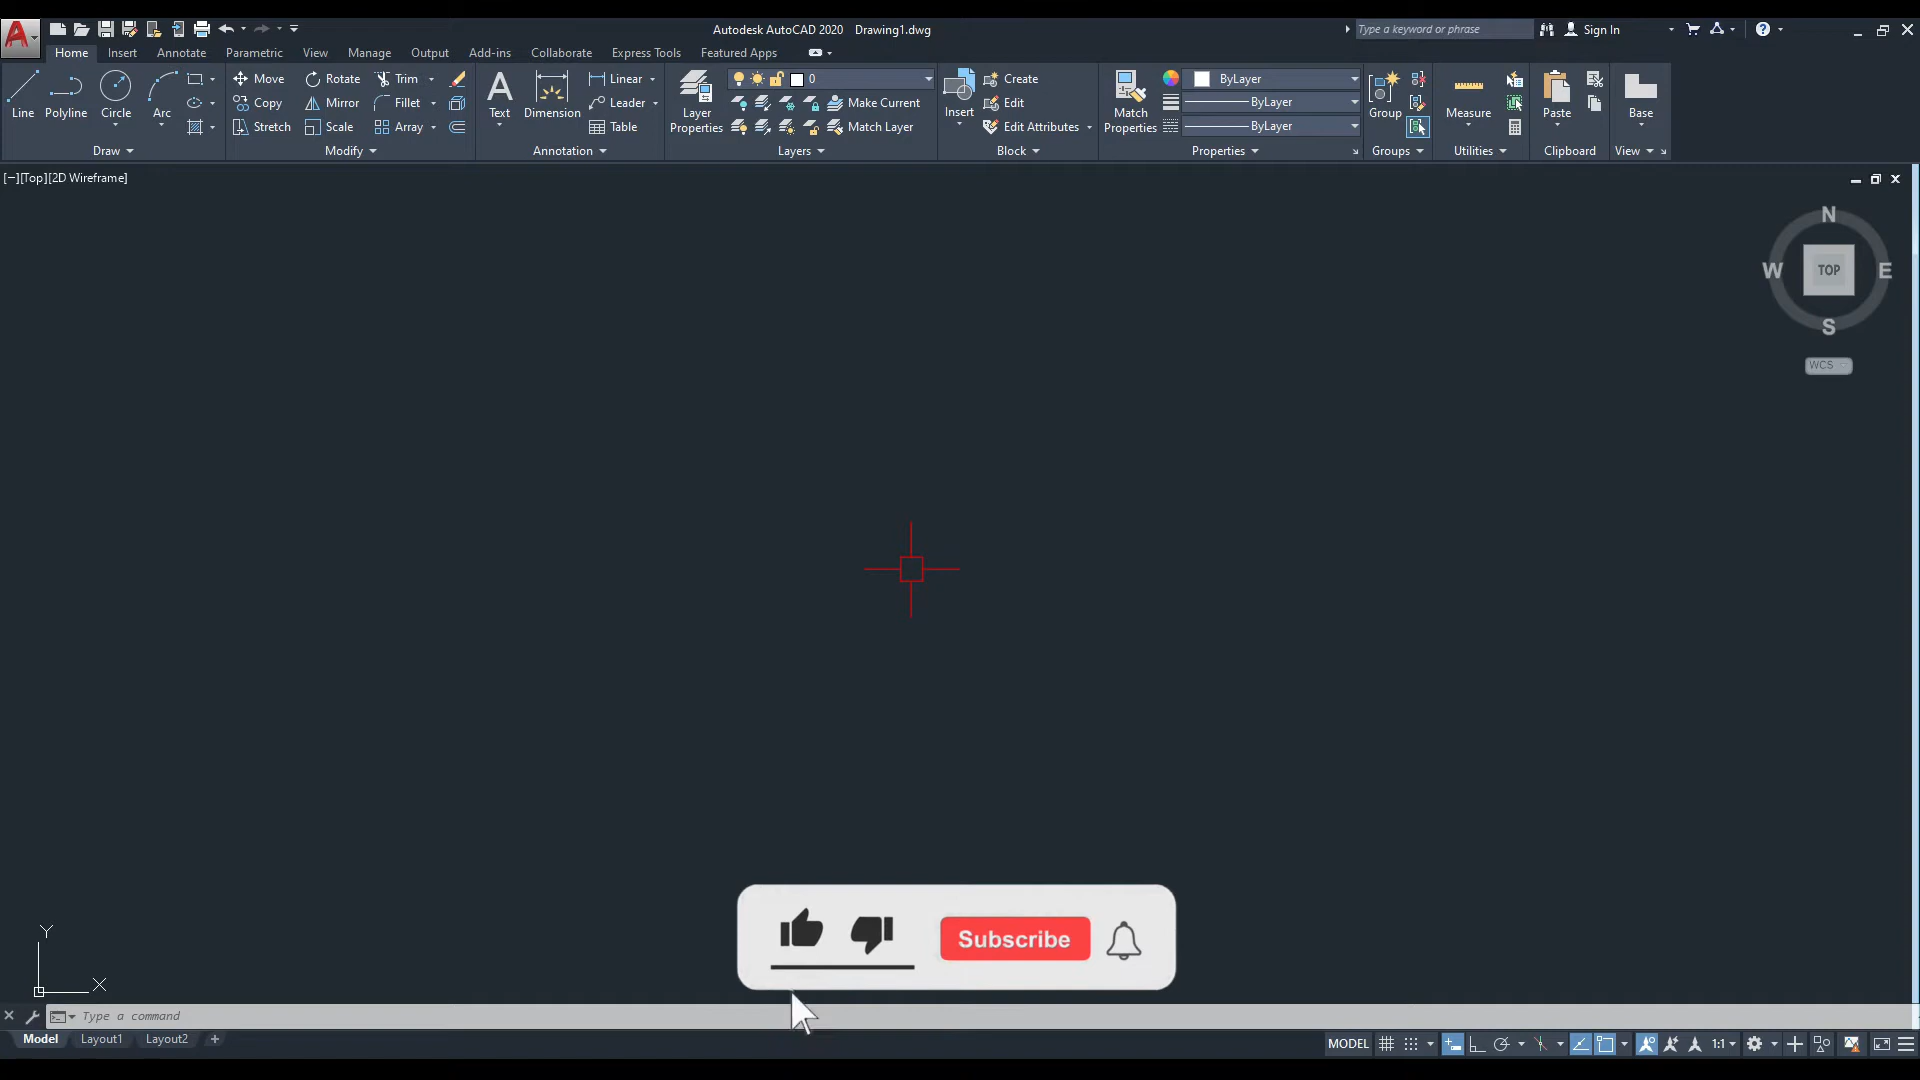 Autodesk AutoCAD 2020 Drawing1.dwg
Type a keyword or phrase
Sign In
Home Insert Annotate Parametric View Manage Output Add-ins Collaborate Express Tools Featured Apps
Line Polyline Circle Arc
Draw
Move Rotate Trim
Copy Mirror Fillet
Stretch Scale Array
Modify
Text Dimension
Linear
Leader
Table
Annotation
Layer Properties
0
Make Current
Match Layer
Layers
Insert
Create
Edit
Edit Attributes
Block
Match Properties
ByLayer
ByLayer
ByLayer
Properties
Group
Groups
Measure
Utilities
Paste
Clipboard
Base
View
[−][Top][2D Wireframe]
N
W TOP E
S
WCS
Subscribe
Y
X
Type a command
Model Layout1 Layout2
MODEL 1:1